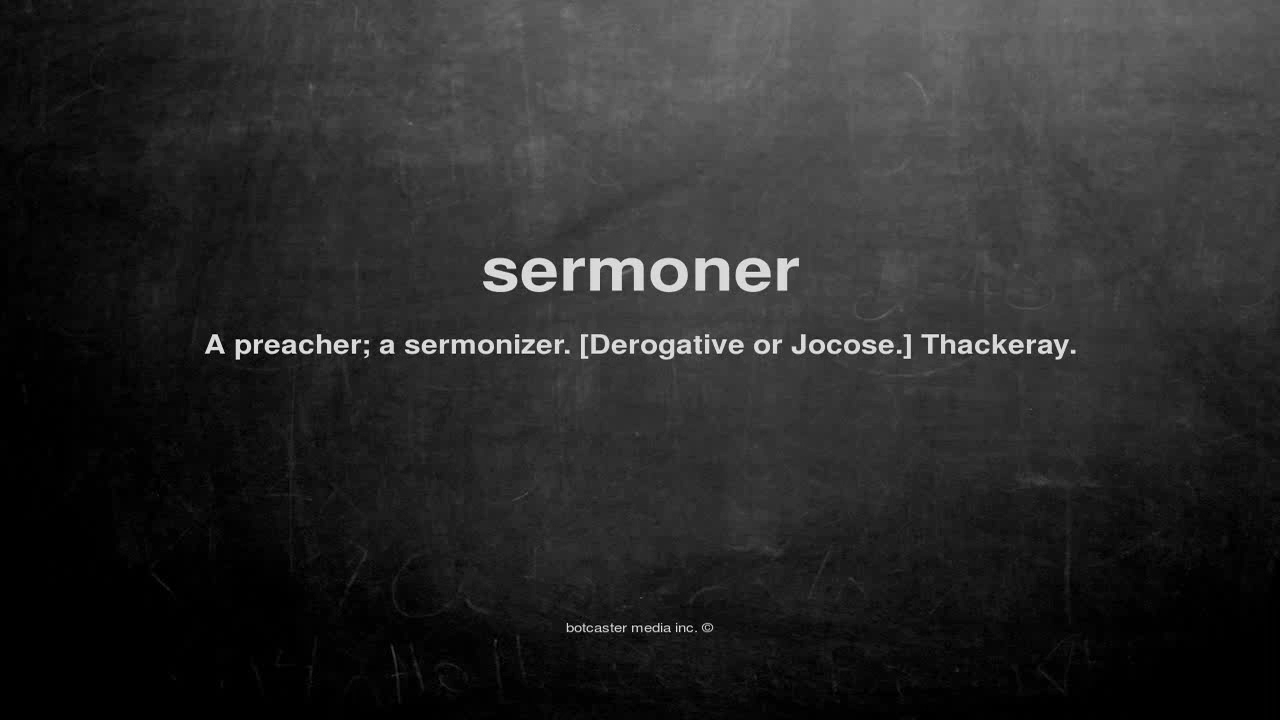 sermoner
A preacher; a sermonizer. [Derogative or Jocose.] Thackeray.
botcaster media inc. ©